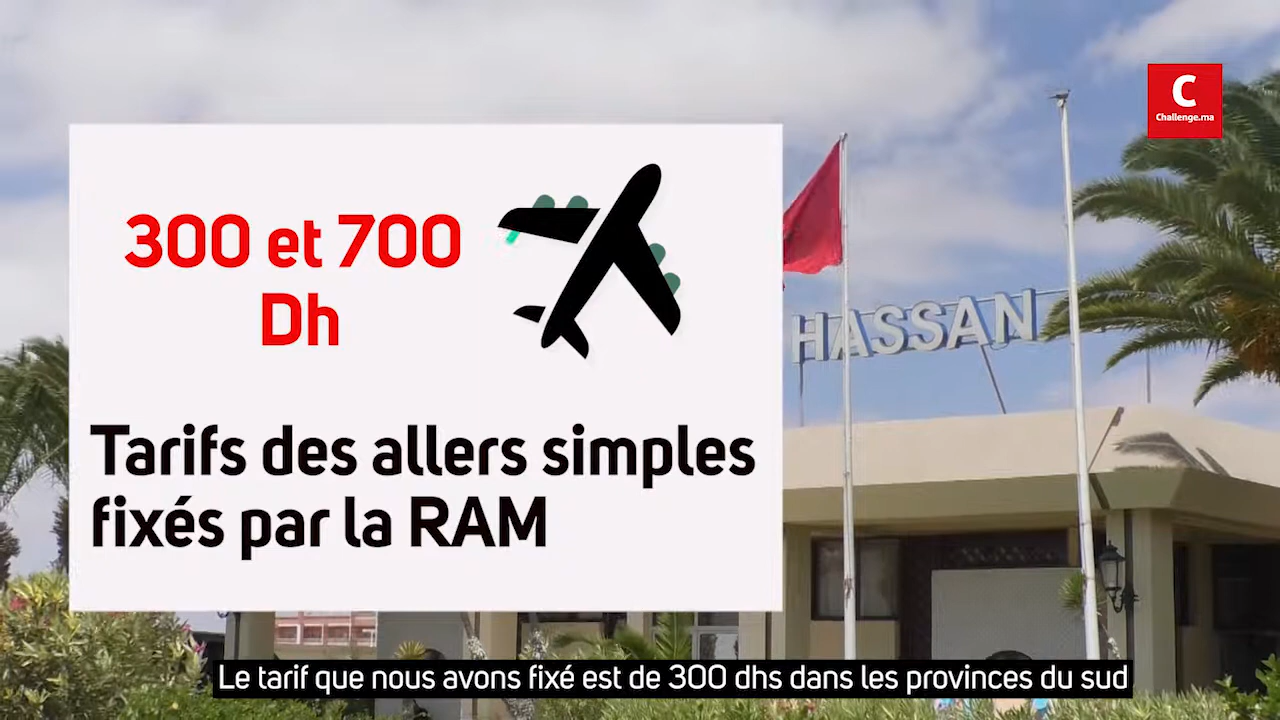 C
Challenge.ma
300 et 700
Dh
HASSAN
Tarifs des allers simples
fixés par la RAM
Le tarif que nous avons fixé est de 300 dhs dans les provinces du sud